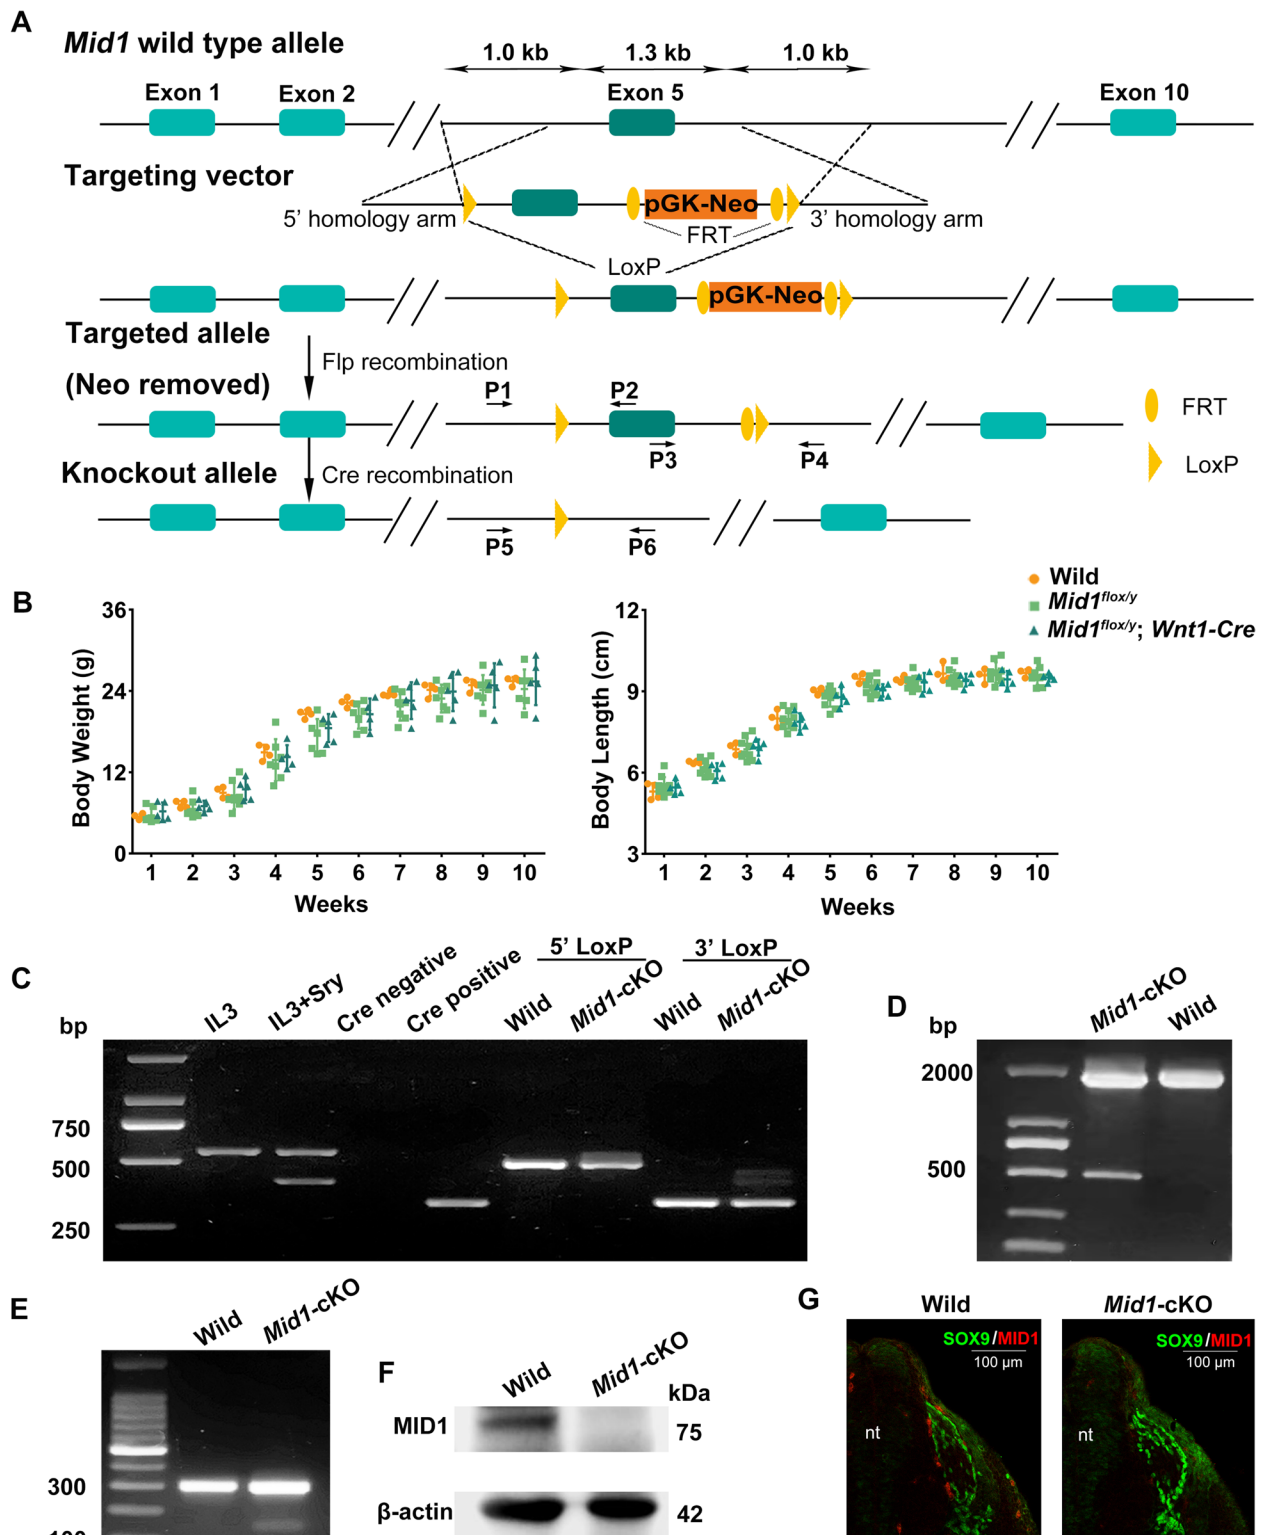 A
Mid1 wild type allele
1.0 kb 1.3 kb 1.0 kb
Exon 1 Exon 2 Exon 5 Exon 10
Targeting vector
5’ homology arm pGK-Neo 3’ homology arm
FRT
LoxP
pGK-Neo
Targeted allele
Flp recombination
(Neo removed)
P1 P2
FRT
P3 P4
Knockout allele
Cre recombination
LoxP
P5 P6
B
Wild
Mid1flox/y
Mid1flox/y; Wnt1-Cre
Body Weight (g)
36
24
12
0
1 2 3 4 5 6 7 8 9 10
Weeks
Body Length (cm)
12
9
6
3
1 2 3 4 5 6 7 8 9 10
Weeks
C
5’ LoxP 3’ LoxP
bp
IL3 IL3+Sry Cre negative Cre positive Wild Mid1-cKO Wild Mid1-cKO
750
500
250
D
bp
Mid1-cKO Wild
2000
500
E
Wild Mid1-cKO
300
F
Wild Mid1-cKO
kDa
MID1 75
β-actin 42
G
Wild Mid1-cKO
SOX9/MID1 SOX9/MID1
100 μm 100 μm
nt nt